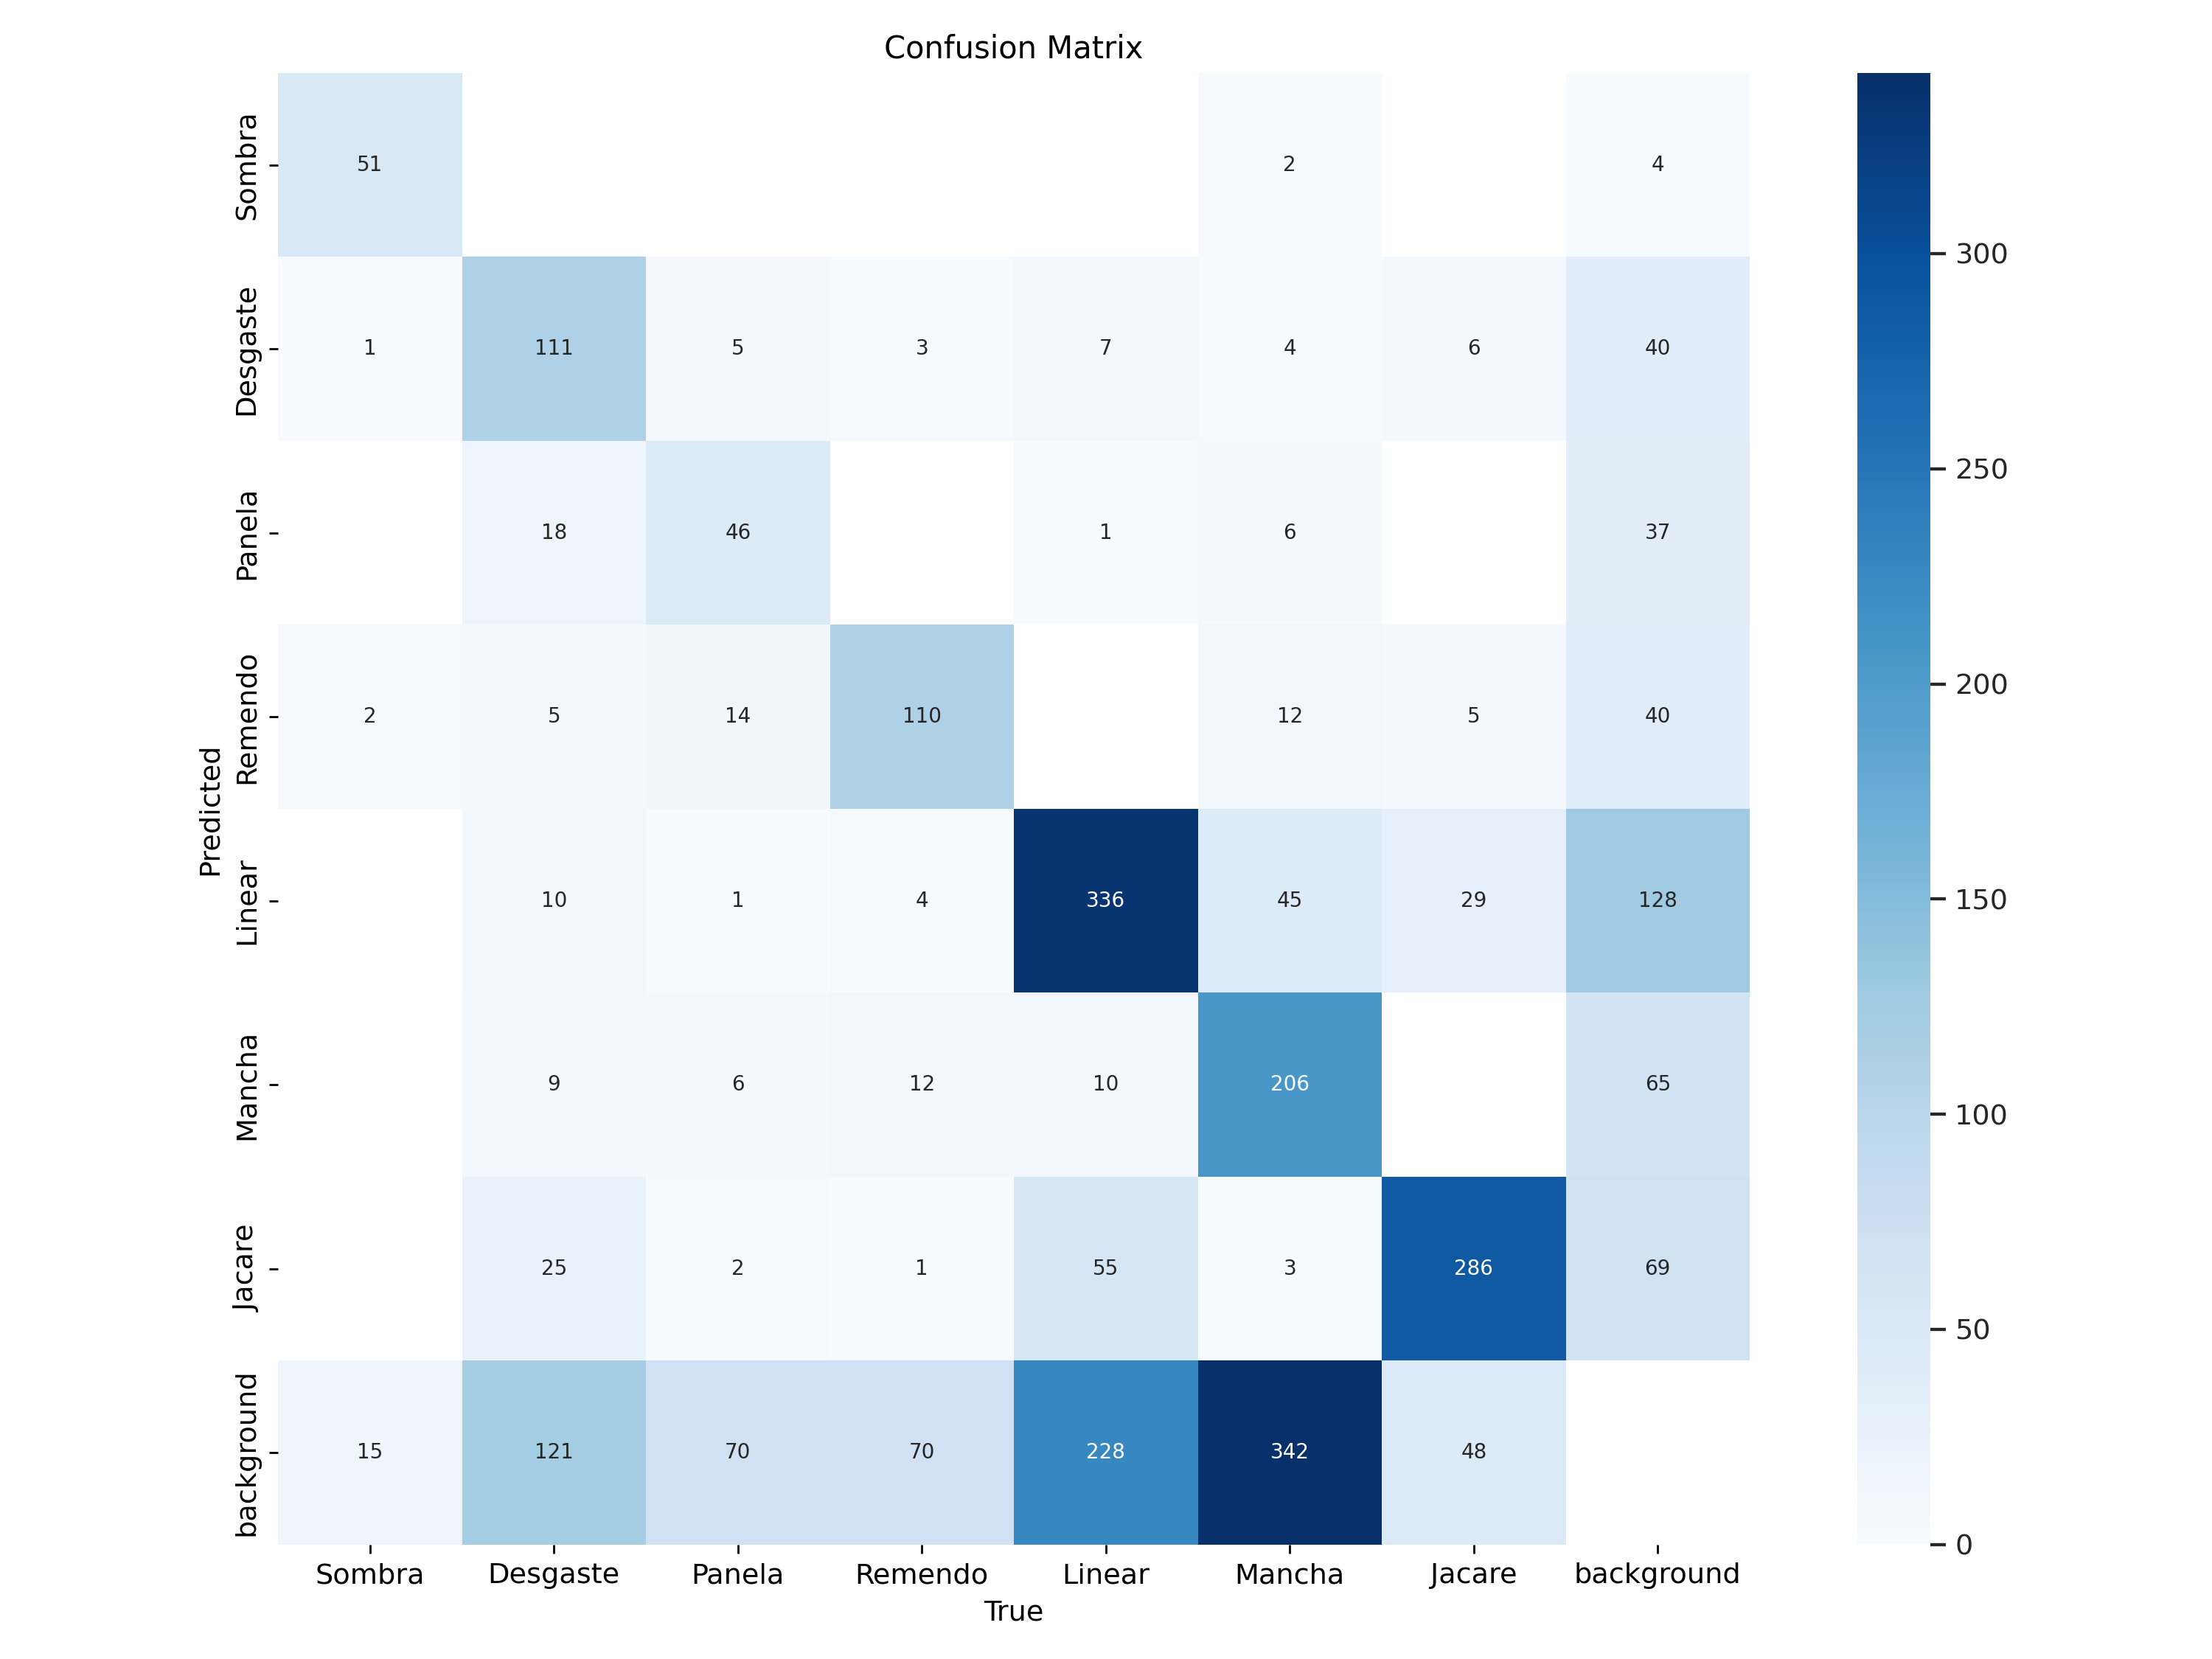 Confusion Matrix
Predicted
Sombra 51 2 4
Desgaste 1 111 5 3 7 4 6 40
Panela 18 46 1 6 37
Remendo 2 5 14 110 12 5 40
Linear 10 1 4 336 45 29 128
Mancha 9 6 12 10 206 65
Jacare 25 2 1 55 3 286 69
background 15 121 70 70 228 342 48
Sombra Desgaste Panela Remendo Linear Mancha Jacare background
True
300
250
200
150
100
50
0